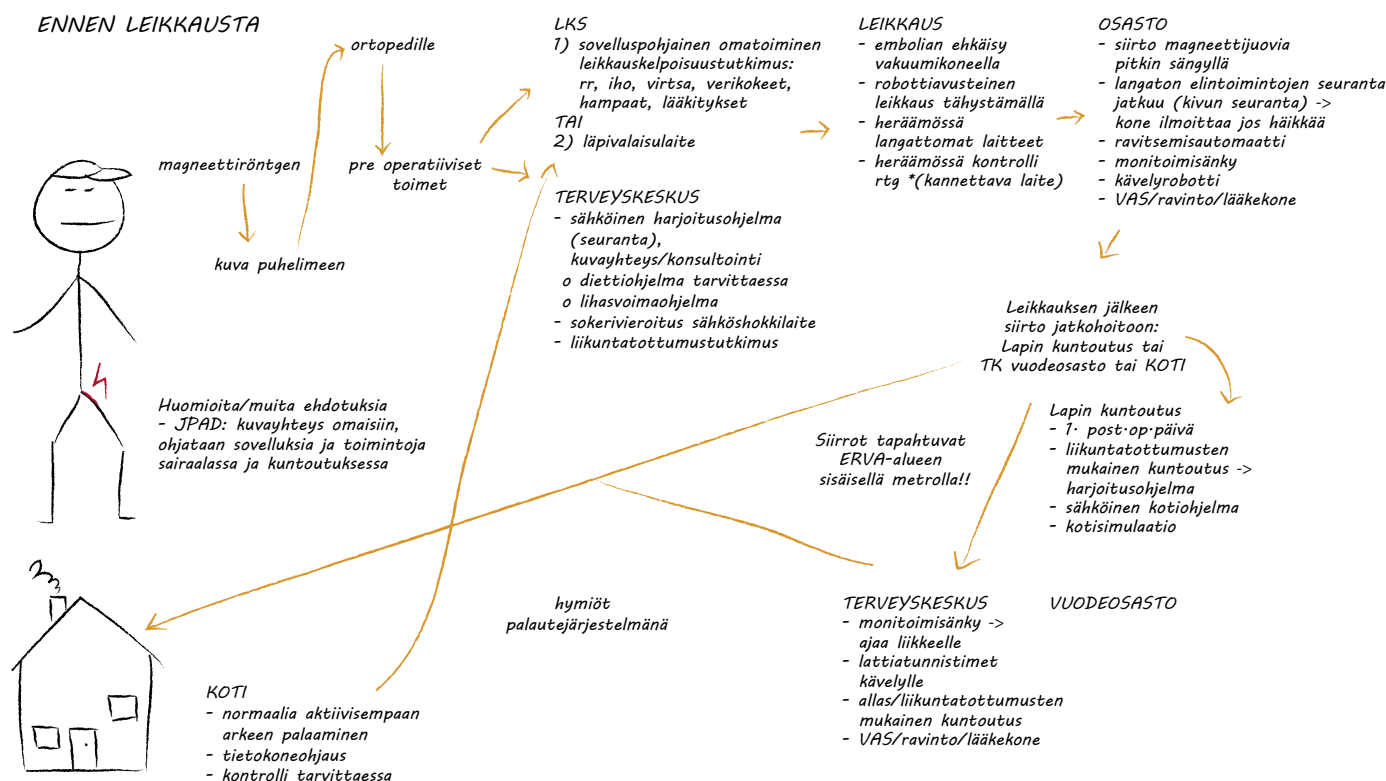 ENNEN LEIKKAUSTA
ortopedille
magneettiröntgen
pre operatiiviset
toimet
kuva puhelimeen
LKS
1) sovelluspohjainen omatoiminen
leikkauskelpoisuustutkimus:
rr, iho, virtsa, verikokeet,
hampaat, lääkitykset
TAI
2) läpivalaisulaite
TERVEYSKESKUS
- sähköinen harjoitusohjelma
(seuranta),
kuvayhteys/konsultointi
o diettiohjelma tarvittaessa
o lihasvoimaohjelma
- sokerivieroitus sähköshokkilaite
- liikuntatottumustutkimus
LEIKKAUS
- embolian ehkäisy
vakuumikoneella
- robottiavusteinen
leikkaus tähystämällä
- heräämössä
langattomat laitteet
- heräämössä kontrolli
rtg *(kannettava laite)
OSASTO
- siirto magneettijuovia
pitkin sängyllä
- langaton elintoimintojen seuranta
jatkuu (kivun seuranta) ->
kone ilmoittaa jos häikkää
- ravitsemisautomaatti
- monitoimisänky
- kävelyrobotti
- VAS/ravinto/lääkekone
Leikkauksen jälkeen
siirto jatkohoitoon:
Lapin kuntoutus tai
TK vuodeosasto tai KOTI
Huomioita/muita ehdotuksia
- JPAD: kuvayhteys omaisiin,
ohjataan sovelluksia ja toimintoja
sairaalassa ja kuntoutuksessa
Siirrot tapahtuvat
ERVA-alueen
sisäisellä metrolla!!
Lapin kuntoutus
- 1. post.op.päivä
- liikuntatottumusten
mukainen kuntoutus ->
harjoitusohjelma
- sähköinen kotiohjelma
- kotisimulaatio
hymiöt
palautejärjestelmänä
TERVEYSKESKUS VUODEOSASTO
- monitoimisänky ->
ajaa liikkeelle
- lattiatunnistimet
kävelylle
- allas/liikuntatottumusten
mukainen kuntoutus
- VAS/ravinto/lääkekone
KOTI
- normaalia aktiivisempaan
arkeen palaaminen
- tietokoneohjaus
- kontrolli tarvittaessa